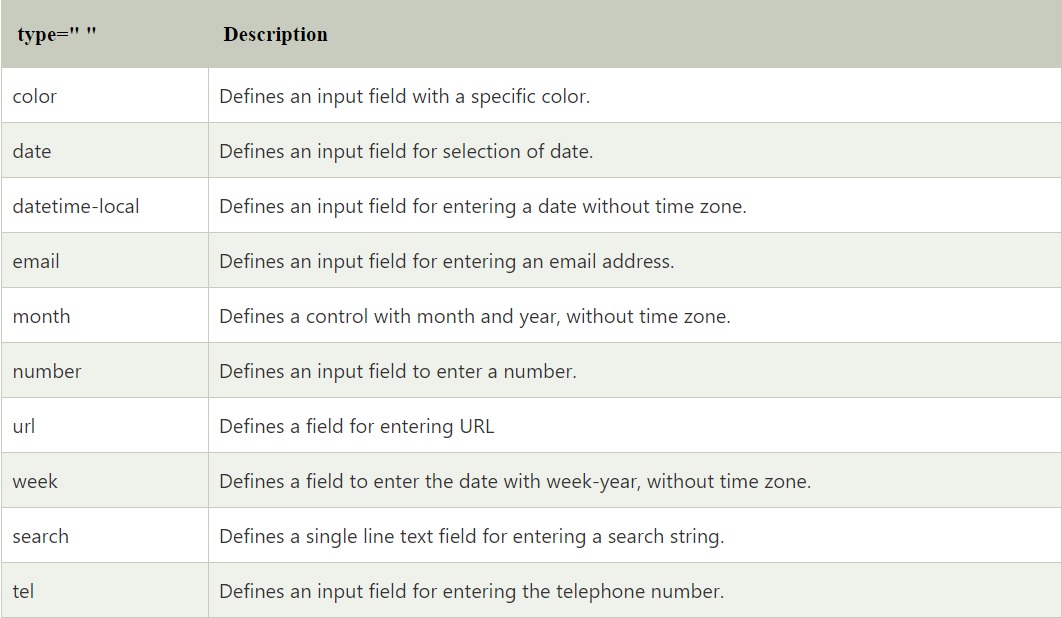 type=" " Description
color Defines an input field with a specific color.
date Defines an input field for selection of date.
datetime-local Defines an input field for entering a date without time zone.
email Defines an input field for entering an email address.
month Defines a control with month and year, without time zone.
number Defines an input field to enter a number.
url Defines a field for entering URL
week Defines a field to enter the date with week-year, without time zone.
search Defines a single line text field for entering a search string.
tel Defines an input field for entering the telephone number.